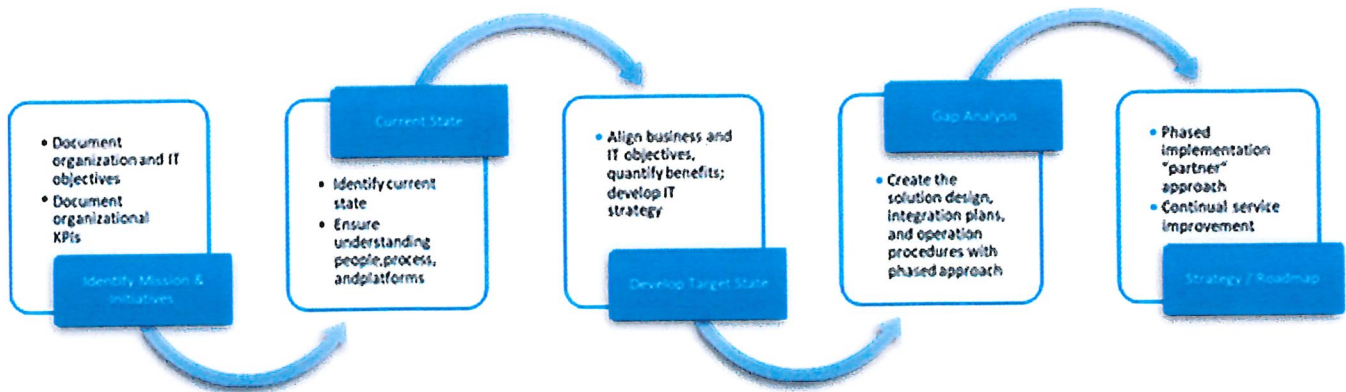 • Document
organization and IT
objectives
• Document
organizational
KPIs
Identify Mission &
Initiatives
Current State
• Identify current
state
• Ensure
understanding
people,process,
andplatforms
• Align business and
IT objectives,
quantify benefits;
develop IT
strategy
Develop Target State
Gap Analysis
• Create the
solution design,
integration plans,
and operation
procedures with
phased approach
• Phased
implementation
"partner"
approach
• Continual service
improvement
Strategy / Roadmap